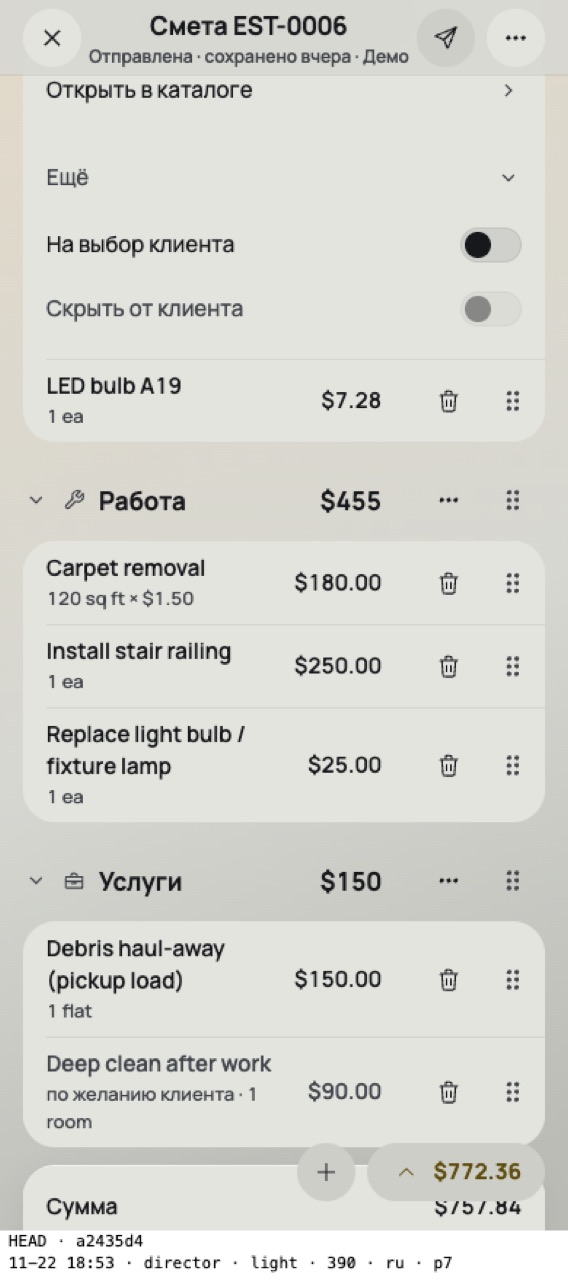 Смета EST-0006
Отправлена · сохранено вчера · Демо
Открыть в каталоге
Ещё
На выбор клиента
Скрыть от клиента
LED bulb A19
$7.28
1 ea
Работа
$455
Carpet removal
$180.00
120 sq ft × $1.50
Install stair railing
$250.00
1 ea
Replace light bulb /
fixture lamp
$25.00
1 ea
Услуги
$150
Debris haul-away
(pickup load)
$150.00
1 flat
Deep clean after work
по желанию клиента · 1
room
$90.00
$772.36
Сумма
$757.84
HEAD · a2435d4
11-22 18:53 · director · light · 390 · ru · p7